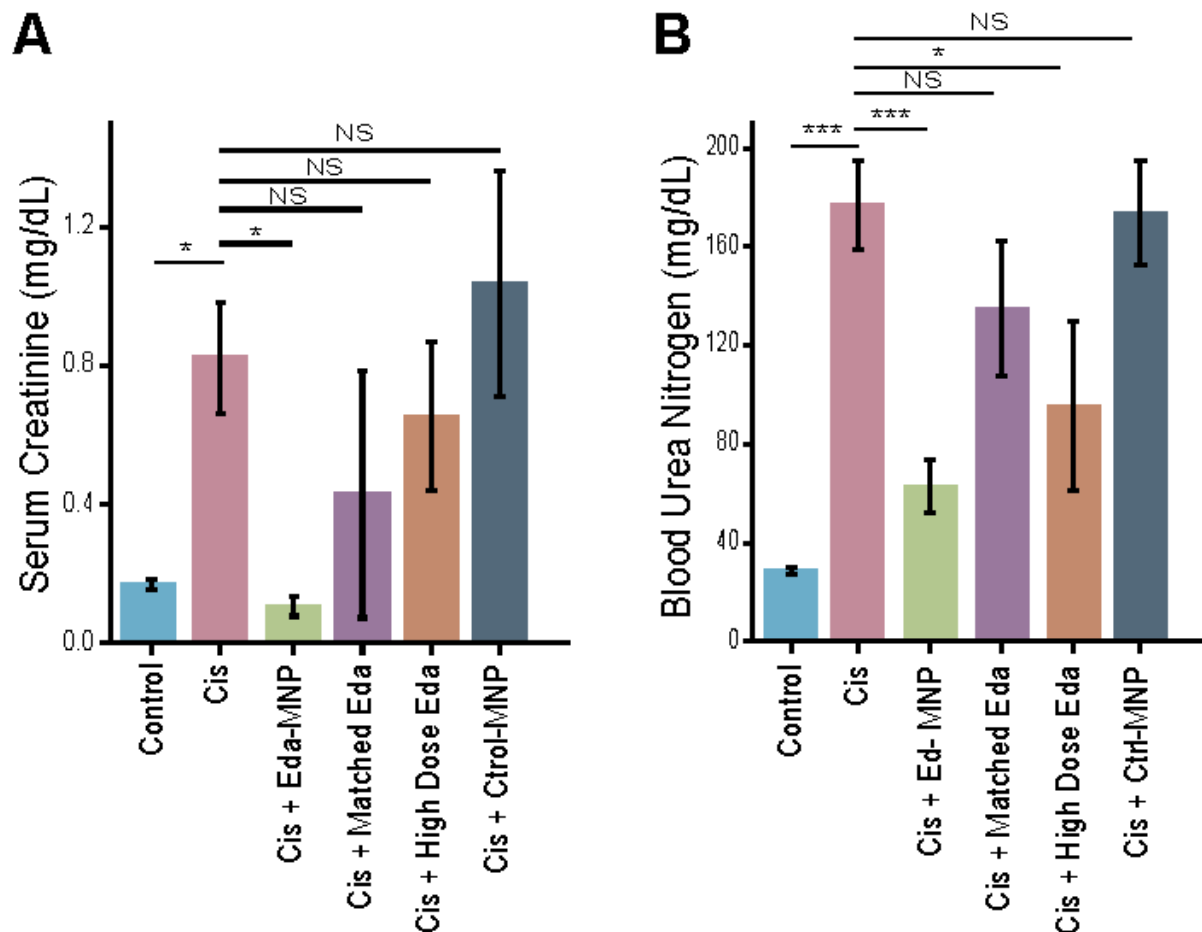 A
NS
NS
NS
*
*
Serum Creatinine (mg/dL)
1.2
0.8
0.4
0.0
Control
Cis
Cis + Eda-MNP
Cis + Matched Eda
Cis + High Dose Eda
Cis + Ctrol-MNP
B
NS
*
NS
***
***
Blood Urea Nitrogen (mg/dL)
200
160
120
80
40
0
Control
Cis
Cis + Ed- MNP
Cis + Matched Eda
Cis + High Dose Eda
Cis + Ctrl-MNP